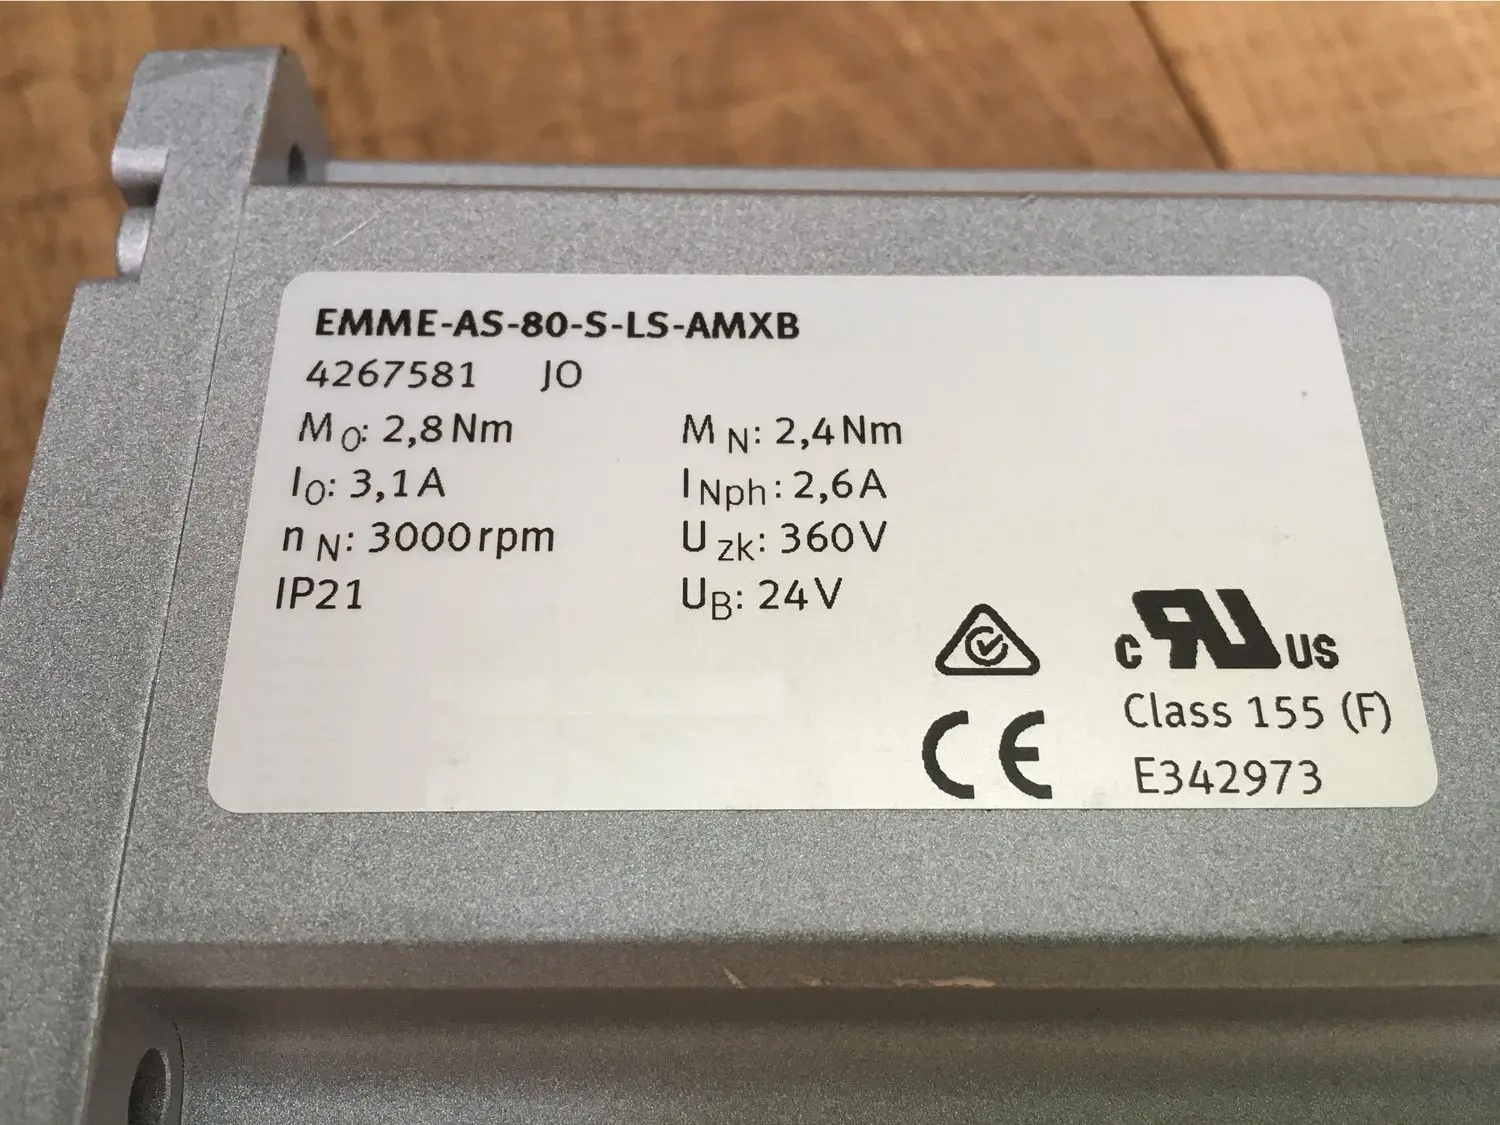 EMME-AS-80-S-LS-AMXB
4267581 JO
M0: 2,8Nm MN: 2,4Nm
I0: 3,1A INph: 2,6A
nN: 3000rpm Uzk: 360V
IP21 UB: 24V
c RU US
Class 155 (F)
CE E342973